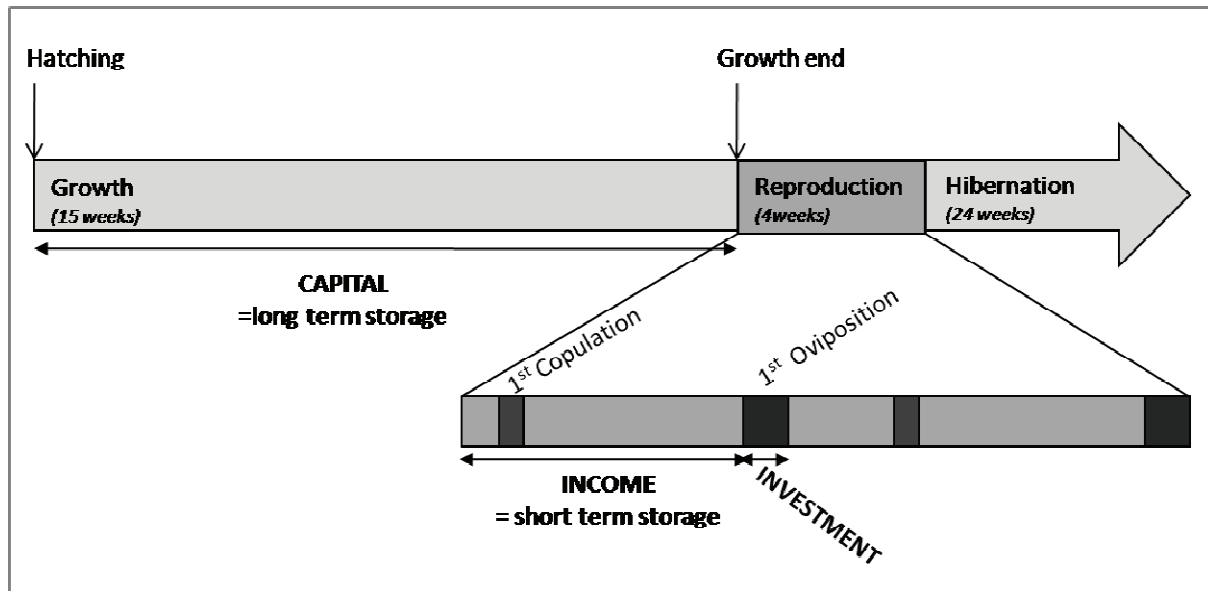 Hatching
Growth end
Growth
(15 weeks)
Reproduction
(4weeks)
Hibernation
(24 weeks)
CAPITAL
=long term storage
1st Copulation
1st Oviposition
INCOME
= short term storage
INVESTMENT